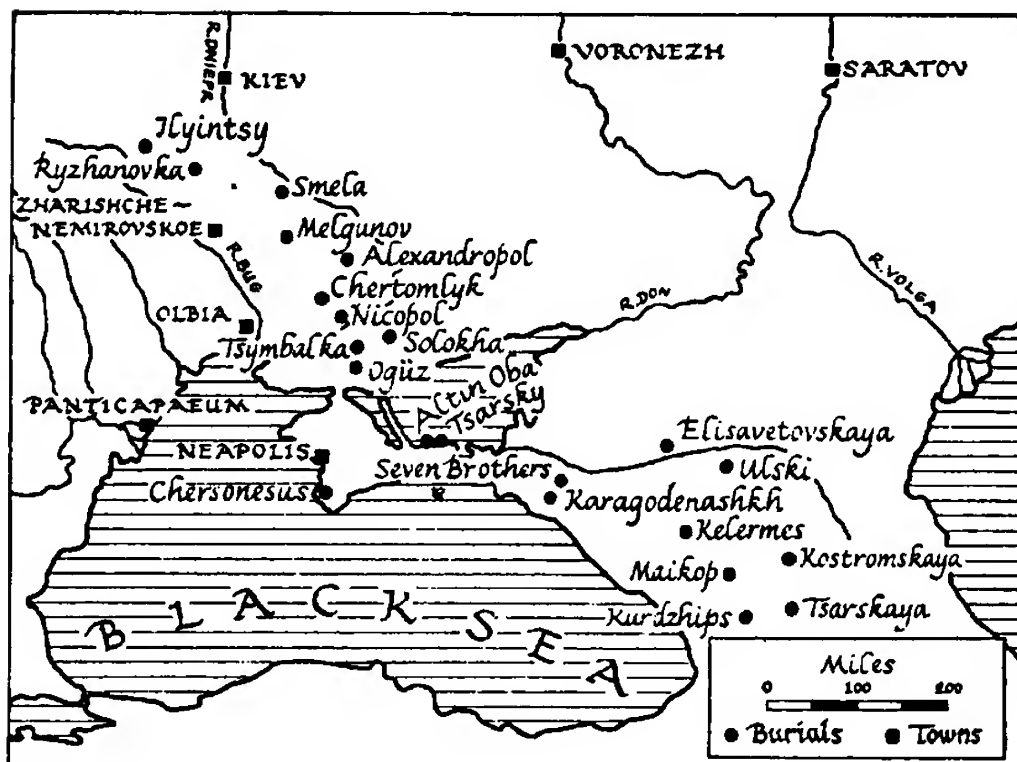 R. DNIEPR
KIEV
VORONEZH
SARATOV
Ilyintsy
Ryzhanovka
Smela
ZHARISHCHE-
NEMIROVSKOE
Melgunov
R. BUG
Alexandropol
R. VOLGA
Chertomlyk
R. DON
OLBIA
Nicopol
Solokha
Tsymbalka
Ogüz
Altin Oba
Tsarsky
PANTICAPAEUM
Elisavetovskaya
NEAPOLIS
Seven Brothers
Ulski
Chersonesus
Karagodenashkh
Kelermes
Kostromskaya
Maikop
Kurdzhips
Tsarskaya
BLACK SEA
Miles
0 100 200
Burials Towns